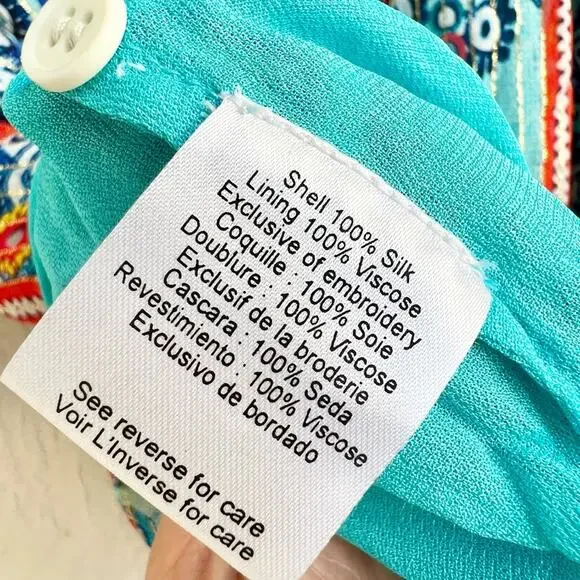 Shell 100% Silk
Lining 100% Viscose
Exclusive of embroidery
Coquille : 100% Soie
Doublure : 100% Viscose
Exclusif de la broderie
Cascara : 100% Seda
Revestimiento : 100% Viscose
Exclusivo de bordado
See reverse for care
Voir L'Inverse for care